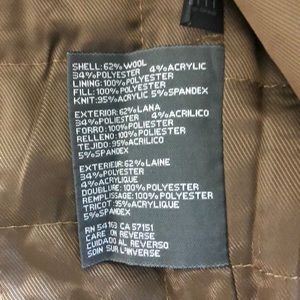 SHELL: 62%WOOL
34%POLYESTER 4%ACRYLIC
LINING: 100%POLYESTER
FILL: 100%POLYESTER
KNIT: 95%ACRYLIC 5%SPANDEX
EXTERIOR: 62%LANA
34%POLIESTER 4%ACRILICO
FORRO: 100%POLYESTER
RELLENO: 100%POLYESTER
TEJIDO: 95%ACRILICO
5%SPANDEX
EXTERIEUR: 62%LAINE
34%POLYESTER
4%ACRYLIQUE
DOUBLURE: 100%POLYESTER
REMPLISSAGE: 100%POLYESTER
TRICOT: 95%ACRYLIQUE
5%SPANDEX
RN 54163 CA 57151
CARE ON REVERSE
CUIDADO AL REVERSO
SOIN SUR L'INVERSE